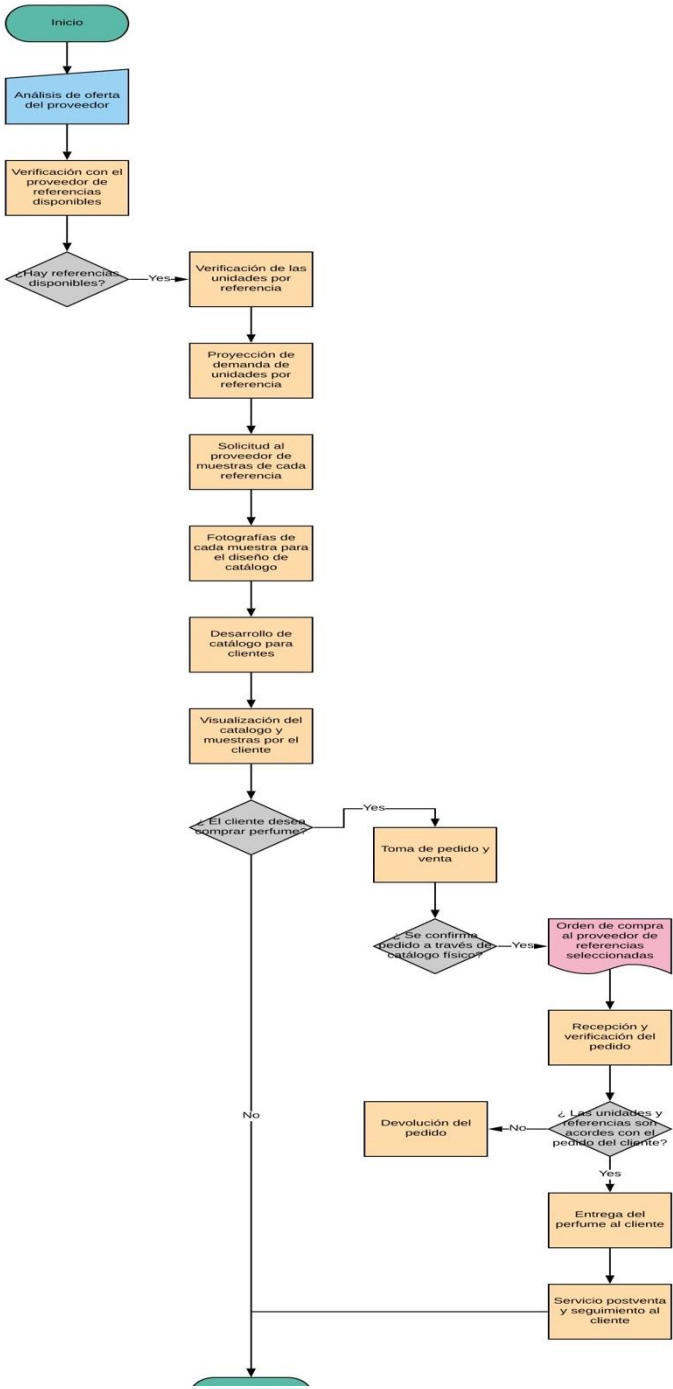 Inicio
Análisis de oferta
del proveedor
Verificación con el
proveedor de
referencias
disponibles
¿Hay referencias
disponibles?
Yes
Verificación de las
unidades por
referencia
Proyección de
demanda de
unidades por
referencia
Solicitud al
proveedor de
muestras de cada
referencia
Fotografías de
cada muestra para
el diseño de
catálogo
Desarrollo de
catálogo para
clientes
Visualización del
catalogo y
muestras por el
cliente
¿ El cliente desea
comprar perfume?
Yes
Toma de pedido y
venta
¿ Se confirma
pedido a través de
catálogo físico?
Yes
Orden de compra
al proveedor de
referencias
seleccionadas
Recepción y
verificación del
pedido
¿ Las unidades y
referencias son
acordes con el
pedido del cliente?
No
Devolución del
pedido
Yes
Entrega del
perfume al cliente
Servicio postventa
y seguimiento al
cliente
No